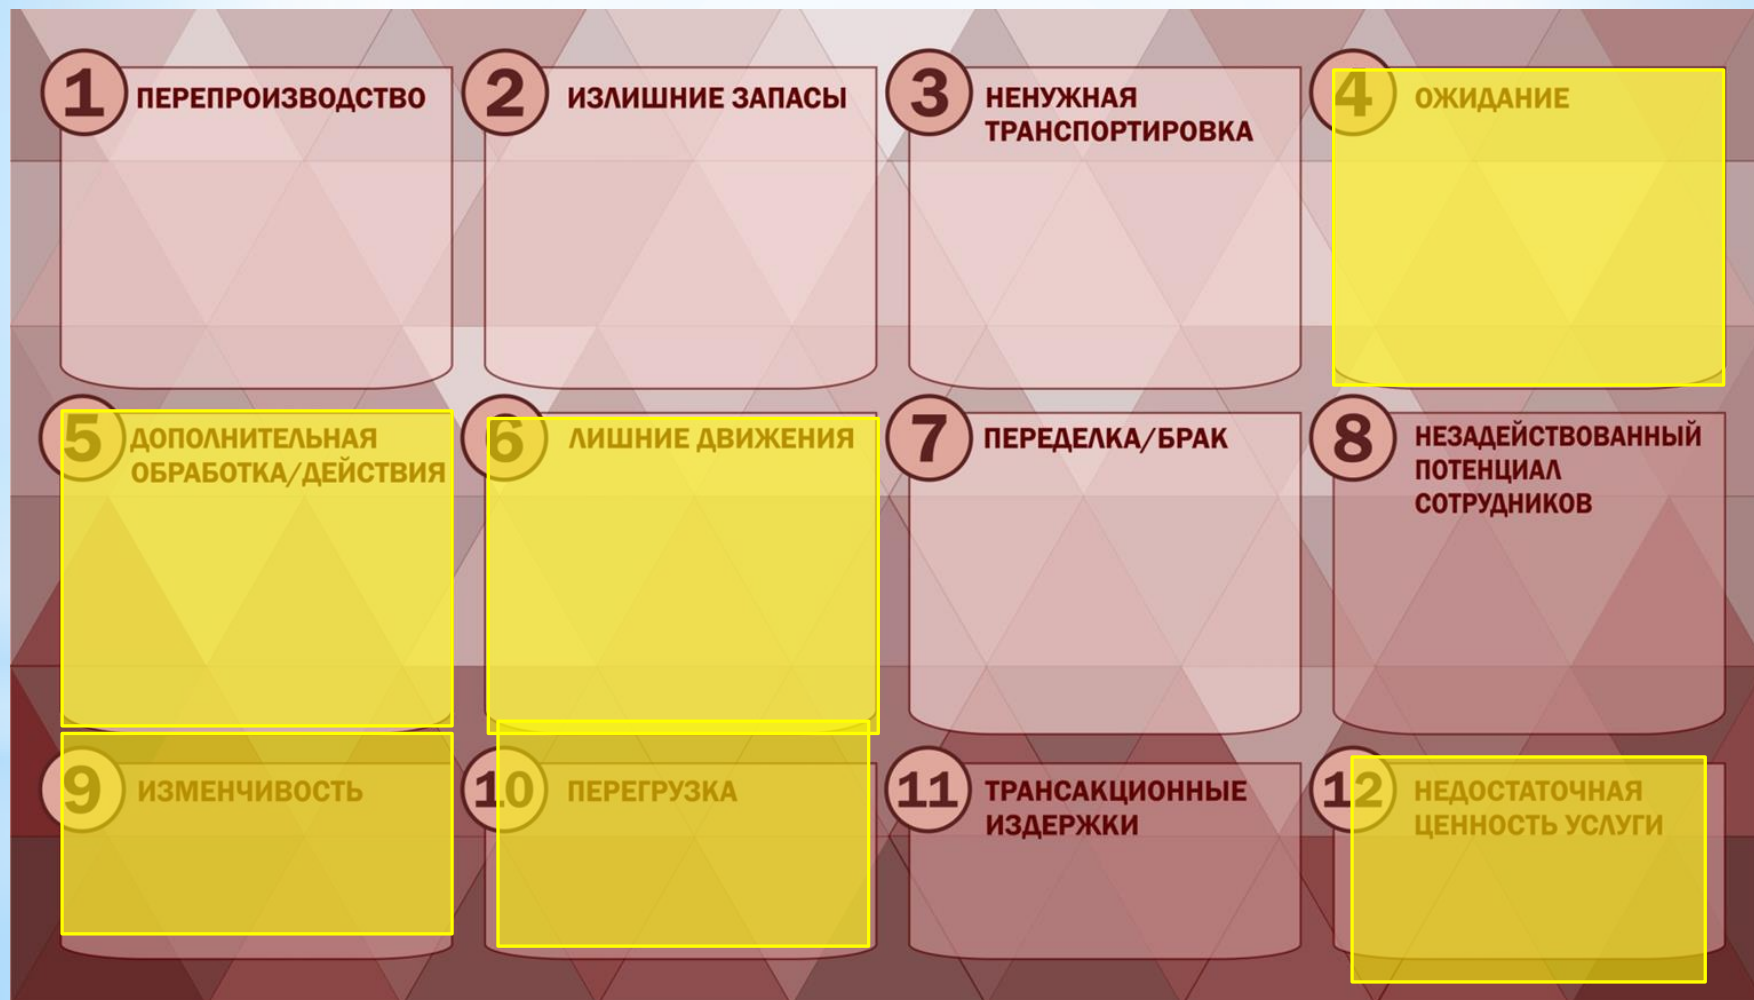 1 ПЕРЕПРОИЗВОДСТВО
2 ИЗЛИШНИЕ ЗАПАСЫ
3 НЕНУЖНАЯ
ТРАНСПОРТИРОВКА
4 ОЖИДАНИЕ
5 ДОПОЛНИТЕЛЬНАЯ
ОБРАБОТКА/ДЕЙСТВИЯ
6 ЛИШНИЕ ДВИЖЕНИЯ
7 ПЕРЕДЕЛКА/БРАК
8 НЕЗАДЕЙСТВОВАННЫЙ
ПОТЕНЦИАЛ
СОТРУДНИКОВ
9 ИЗМЕНЧИВОСТЬ
10 ПЕРЕГРУЗКА
11 ТРАНСАКЦИОННЫЕ
ИЗДЕРЖКИ
12 НЕДОСТАТОЧНАЯ
ЦЕННОСТЬ УСЛУГИ